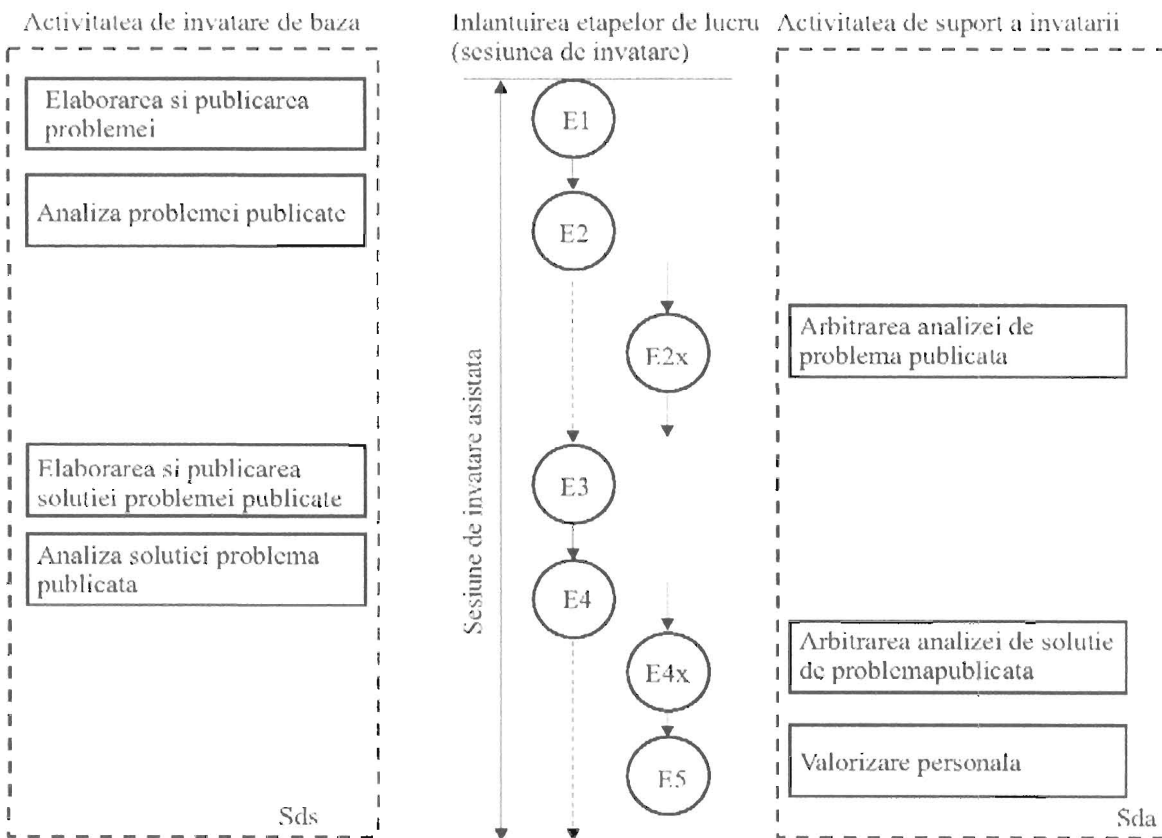 Activitatea de invatare de baza
Elaborarea si publicarea
problemei
Analiza problemei publicate
Elaborarea si publicarea
solutiei problemei publicate
Analiza solutiei problema
publicata
Sds
Inlantuirea etapelor de lucru
(sesiunea de invatare)
Sesiune de invatare asistata
E1
E2
E2x
E3
E4
E4x
E5
Activitatea de suport a invatarii
Arbitrarea analizei de
problema publicata
Arbitrarea analizei de solutie
de problemapublicata
Valorizare personala
Sda